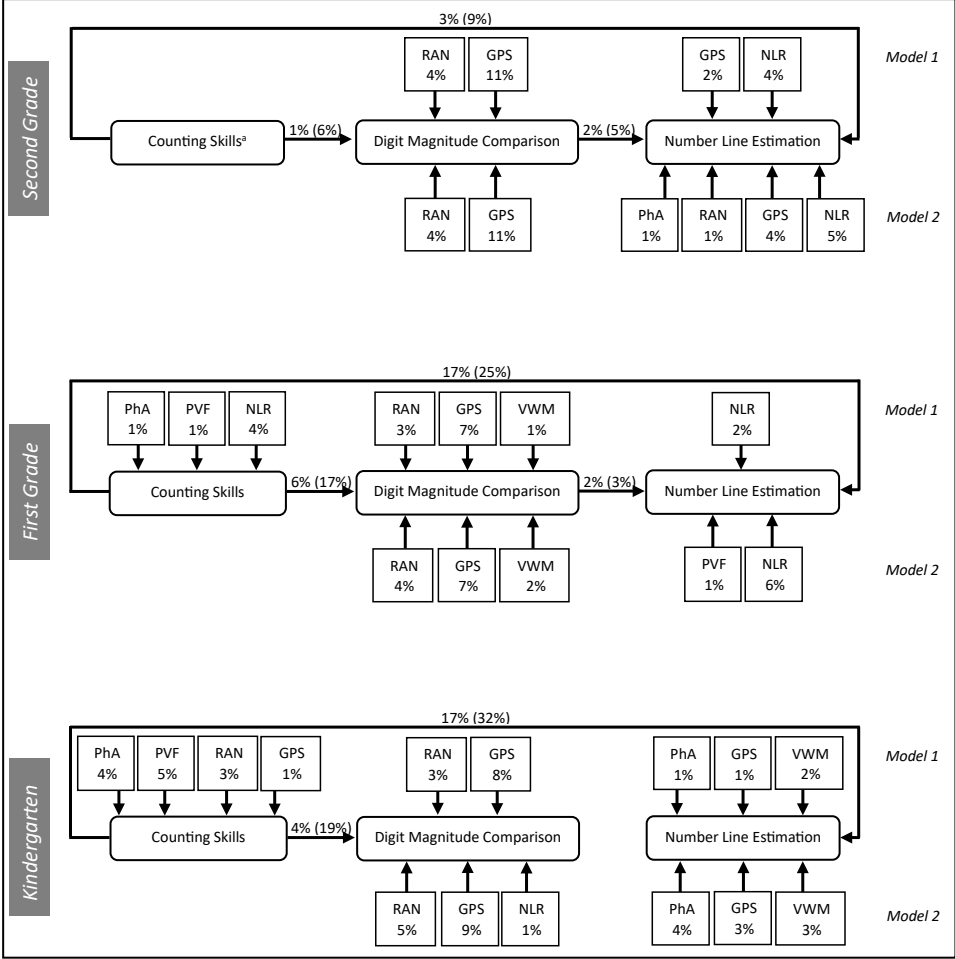 3% (9%)
Model 1
RAN
4%
GPS
11%
GPS
2%
NLR
4%
Second Grade
Counting Skillsª
1% (6%)
Digit Magnitude Comparison
2% (5%)
Number Line Estimation
RAN
4%
GPS
11%
PhA
1%
RAN
1%
GPS
4%
NLR
5%
Model 2
17% (25%)
Model 1
PhA
1%
PVF
1%
NLR
4%
RAN
3%
GPS
7%
VWM
1%
NLR
2%
First Grade
Counting Skills
6% (17%)
Digit Magnitude Comparison
2% (3%)
Number Line Estimation
RAN
4%
GPS
7%
VWM
2%
PVF
1%
NLR
6%
Model 2
17% (32%)
Model 1
PhA
4%
PVF
5%
RAN
3%
GPS
1%
RAN
3%
GPS
8%
PhA
1%
GPS
1%
VWM
2%
Kindergarten
Counting Skills
4% (19%)
Digit Magnitude Comparison
Number Line Estimation
RAN
5%
GPS
9%
NLR
1%
PhA
4%
GPS
3%
VWM
3%
Model 2